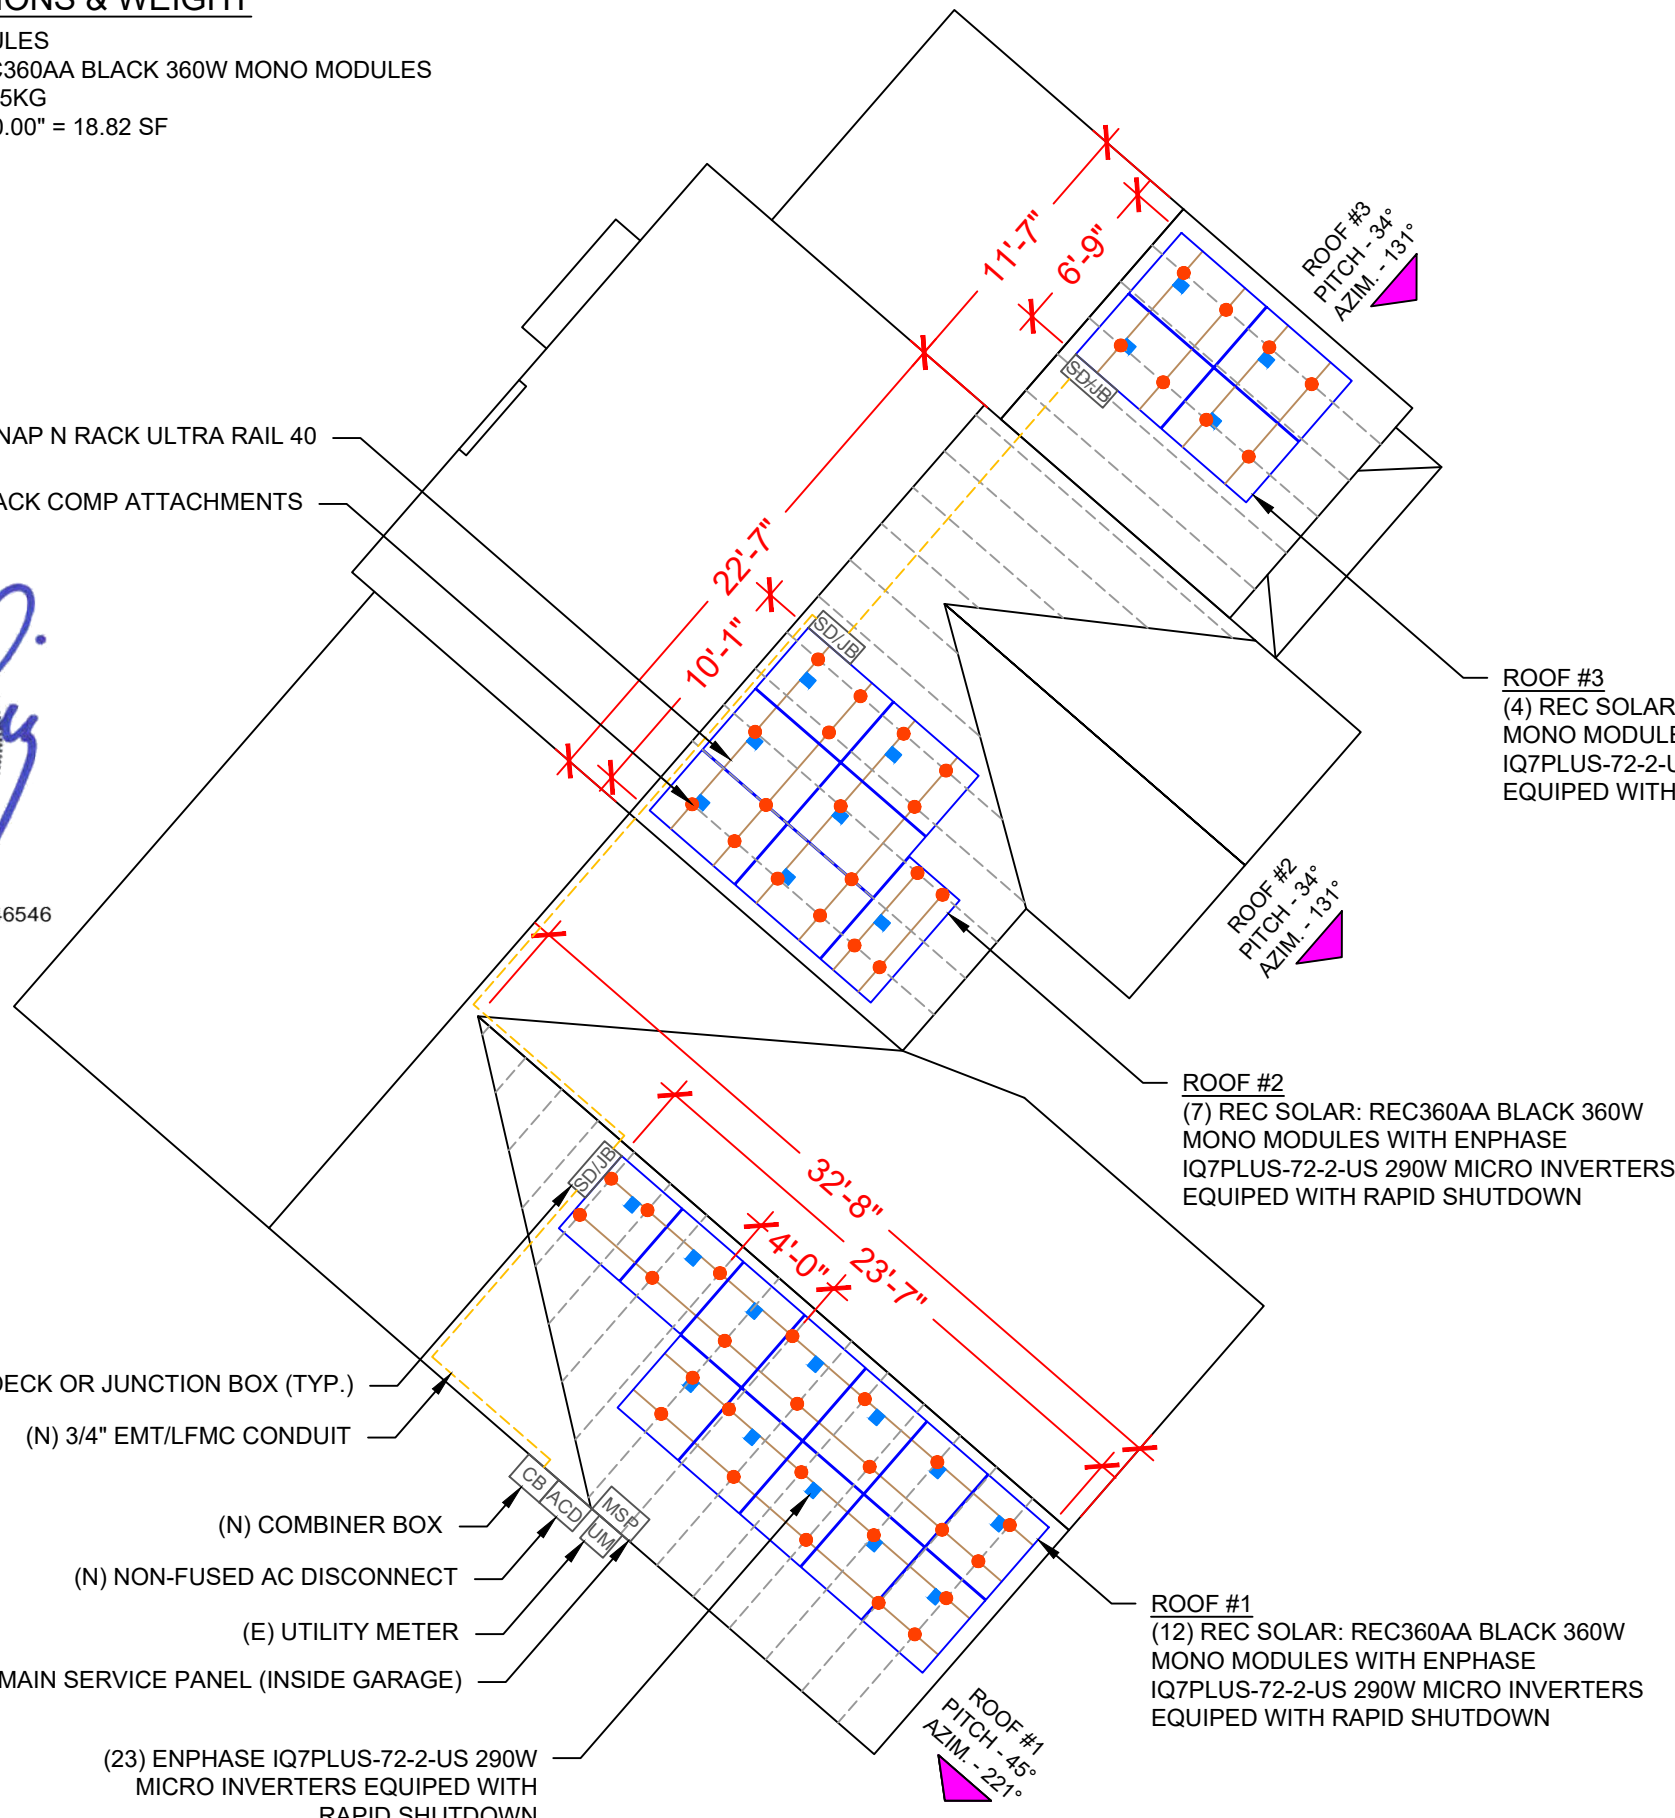 IONS & WEIGHT
ULES
C360AA BLACK 360W MONO MODULES
5KG
0.00" = 18.82 SF
11'-7"
6'-9"
ROOF #3
PITCH - 34°
AZIM. - 131°
SD/JB
NAP N RACK ULTRA RAIL 40
ACK COMP ATTACHMENTS
22'-7"
10'-1"
SD/JB
ROOF #3
(4) REC SOLAR
MONO MODULE
IQ7PLUS-72-2-U
EQUIPED WITH
ROOF #2
PITCH - 34°
AZIM. - 131°
46546
ROOF #2
(7) REC SOLAR: REC360AA BLACK 360W
MONO MODULES WITH ENPHASE
IQ7PLUS-72-2-US 290W MICRO INVERTERS
EQUIPED WITH RAPID SHUTDOWN
32'-8"
23'-7"
4'-0"
SD/JB
DECK OR JUNCTION BOX (TYP.)
(N) 3/4" EMT/LFMC CONDUIT
CB
ACD
MSP
UM
(N) COMBINER BOX
(N) NON-FUSED AC DISCONNECT
(E) UTILITY METER
MAIN SERVICE PANEL (INSIDE GARAGE)
ROOF #1
(12) REC SOLAR: REC360AA BLACK 360W
MONO MODULES WITH ENPHASE
IQ7PLUS-72-2-US 290W MICRO INVERTERS
EQUIPED WITH RAPID SHUTDOWN
ROOF #1
PITCH - 45°
AZIM. - 221°
(23) ENPHASE IQ7PLUS-72-2-US 290W
MICRO INVERTERS EQUIPED WITH
RAPID SHUTDOWN